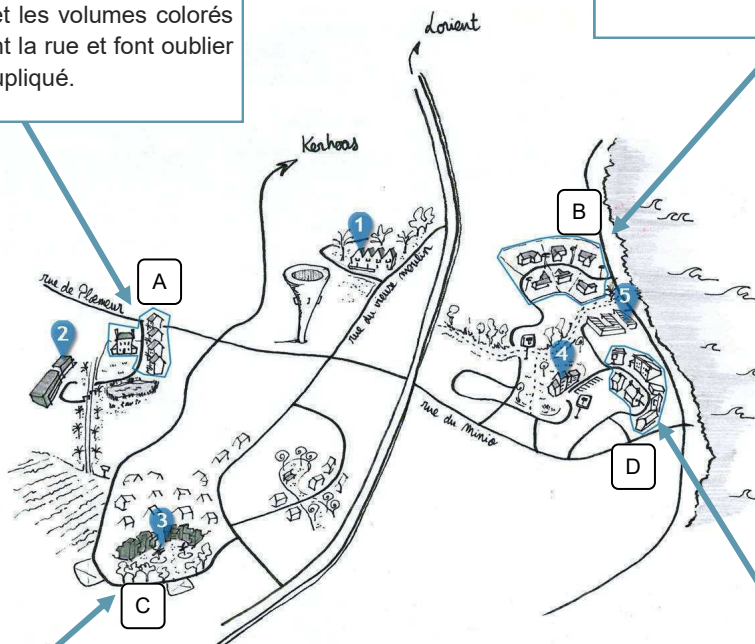 et les volumes colorés
nt la rue et font oublier
upliqué.
Lorient
Kerhoas
1
B
A
rue de Plœmeur
rue du vieux moulin
2
5
4
rue du Minio
D
3
C